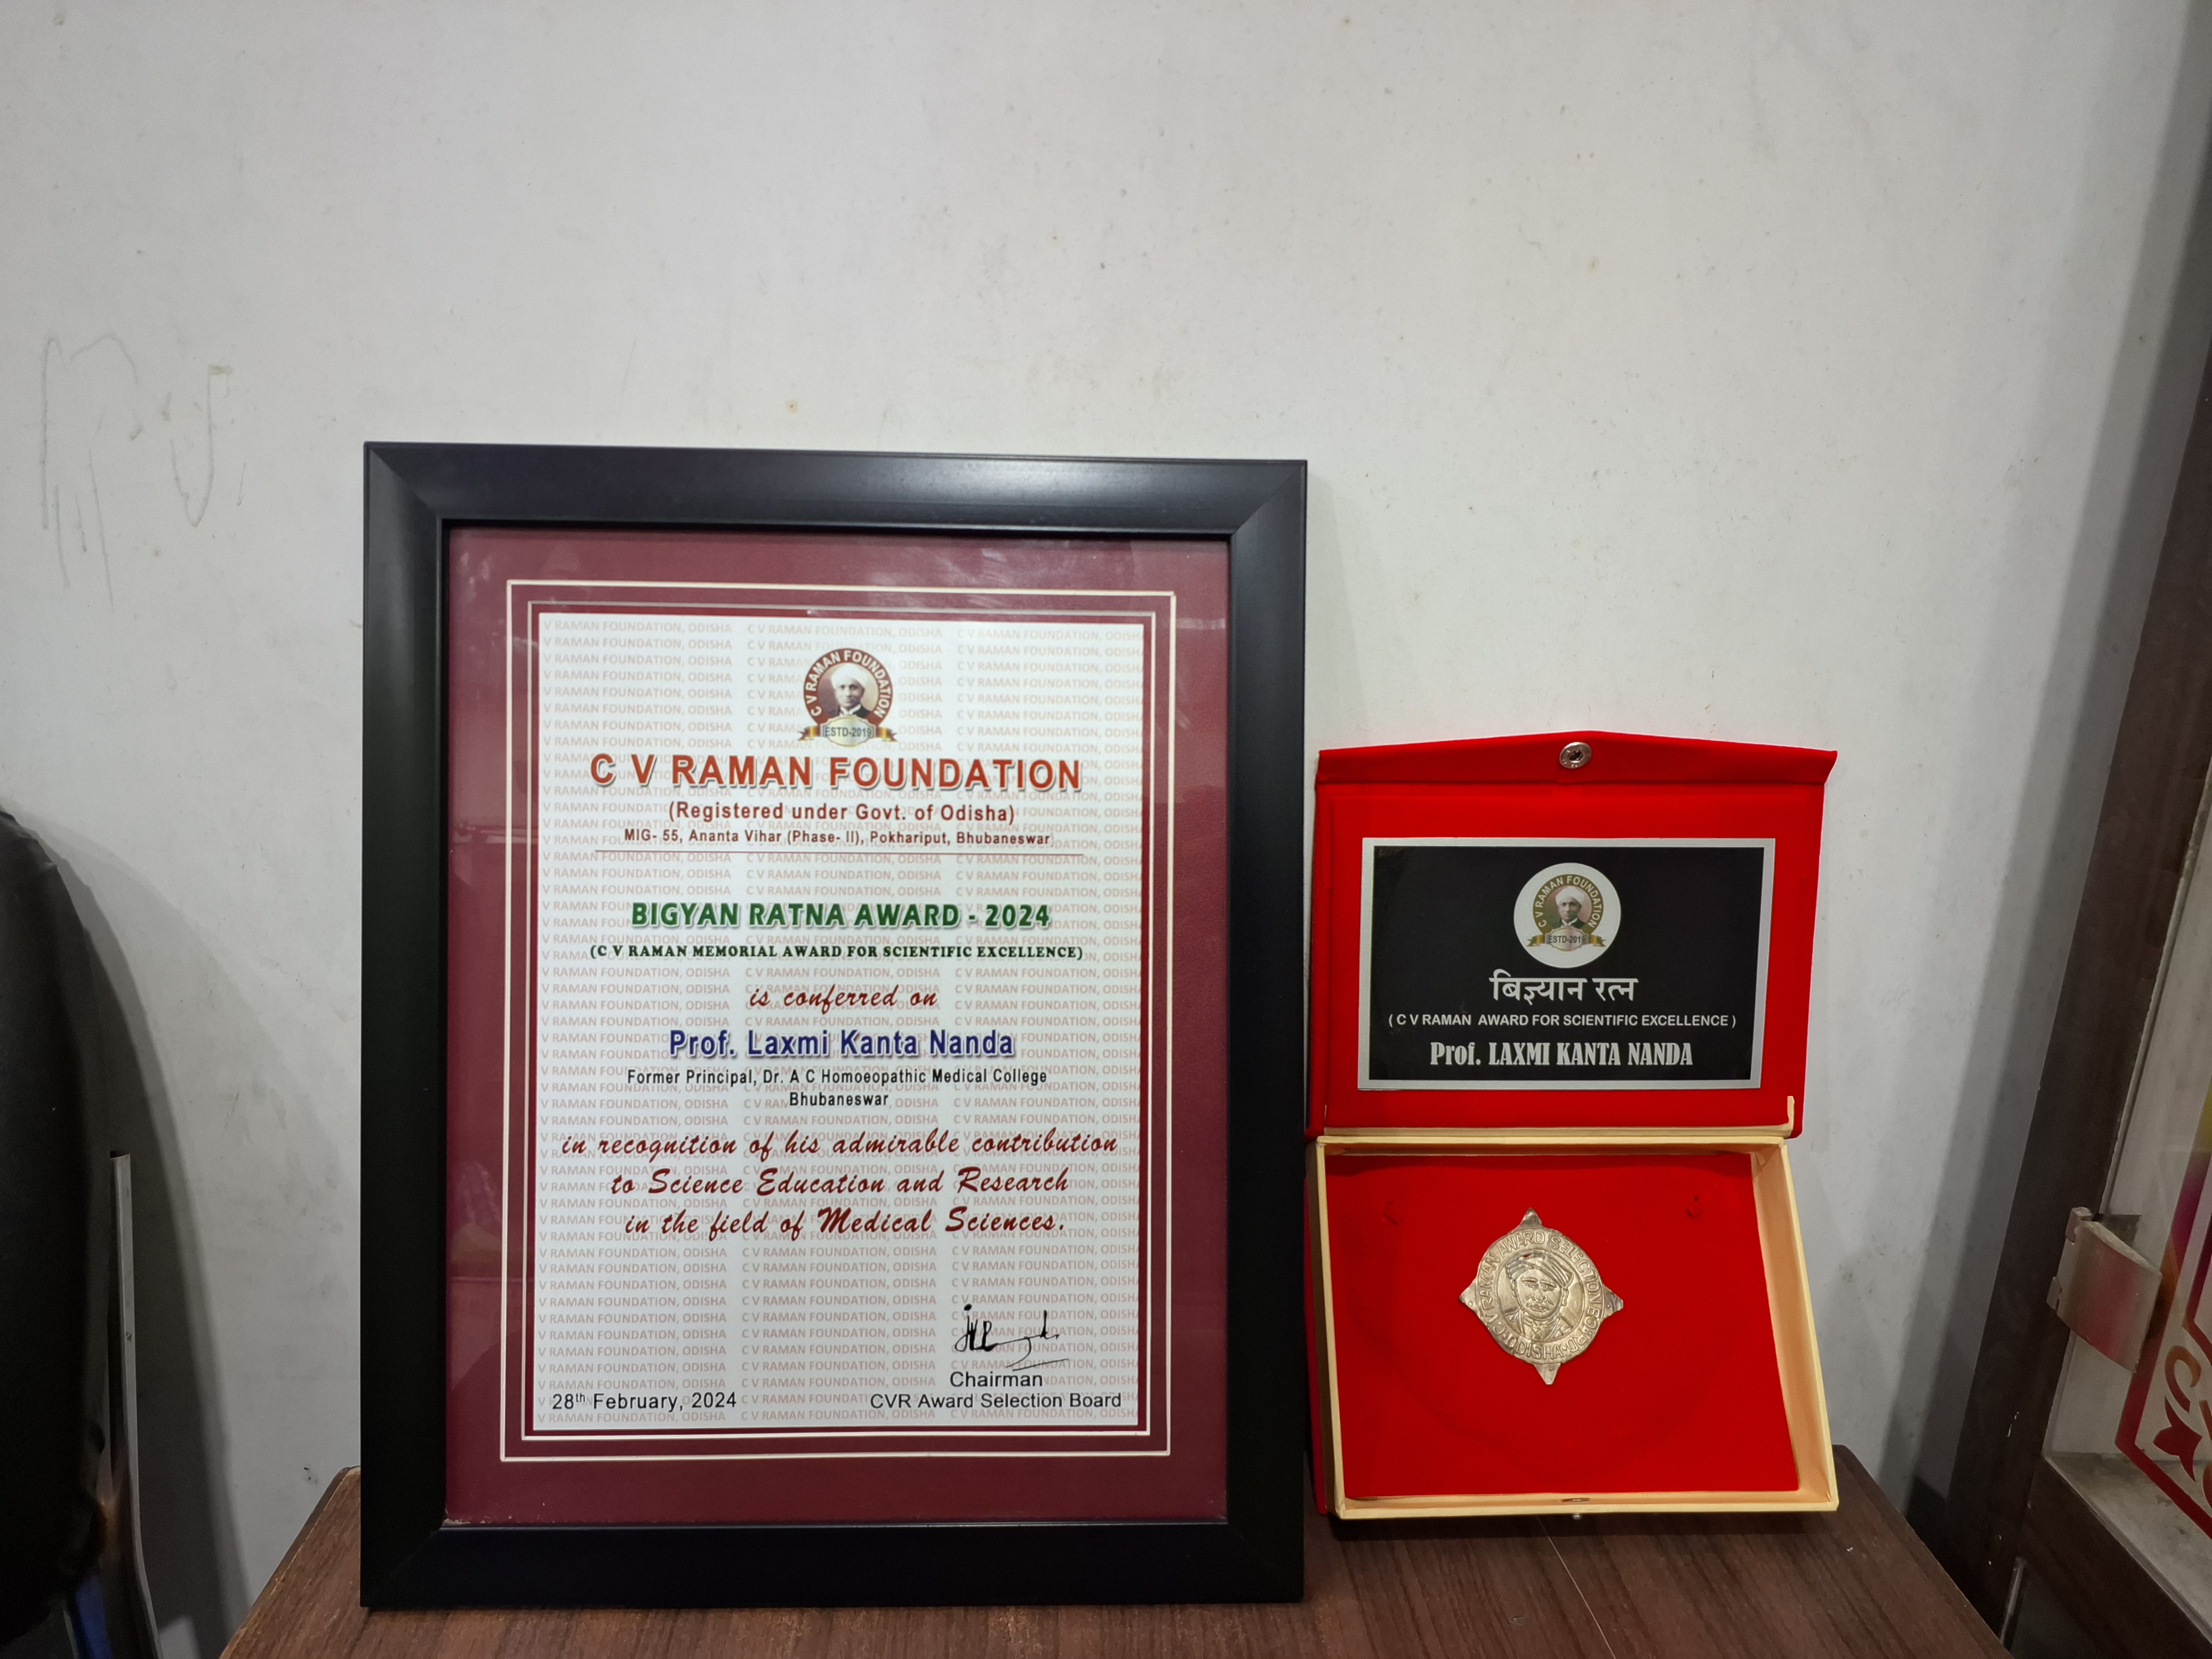 C V RAMAN FOUNDATION
ESTD-2019
C V RAMAN FOUNDATION
(Registered under Govt. of Odisha)
MIG- 55, Ananta Vihar (Phase- II), Pokhariput, Bhubaneswar
BIGYAN RATNA AWARD - 2024
(C V RAMAN MEMORIAL AWARD FOR SCIENTIFIC EXCELLENCE)
is conferred on
Prof. Laxmi Kanta Nanda
Former Principal, Dr. A C Homoeopathic Medical College
Bhubaneswar
in recognition of his admirable contribution
to Science Education and Research
in the field of Medical Sciences.
Chairman
28th February, 2024 CVR Award Selection Board
C V RAMAN FOUNDATION
ESTD-2019
बिज्ञ्यान रत्न
( C V RAMAN AWARD FOR SCIENTIFIC EXCELLENCE )
Prof. LAXMI KANTA NANDA
RAMAN AWARD SELECTION
ODISHA